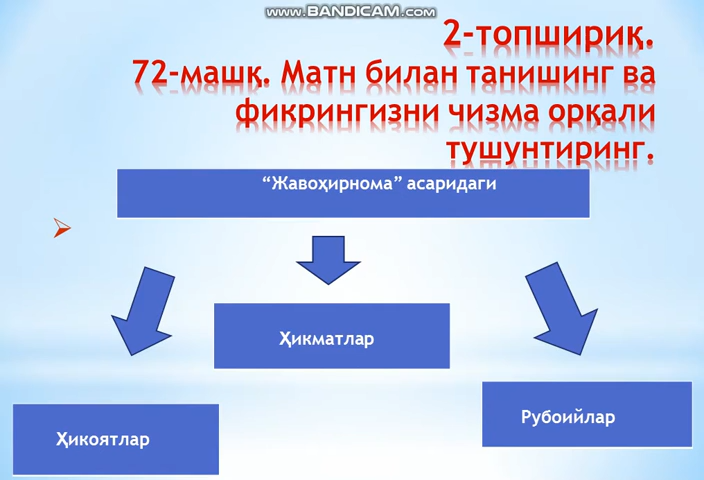 www.BANDICAM.com
2-топшириқ.
72-машқ. Матн билан танишинг ва
фикрингизни чизма орқали
тушунтиринг.
“Жавоҳирнома” асаридаги
Ҳикматлар
Рубоийлар
Ҳикоятлар